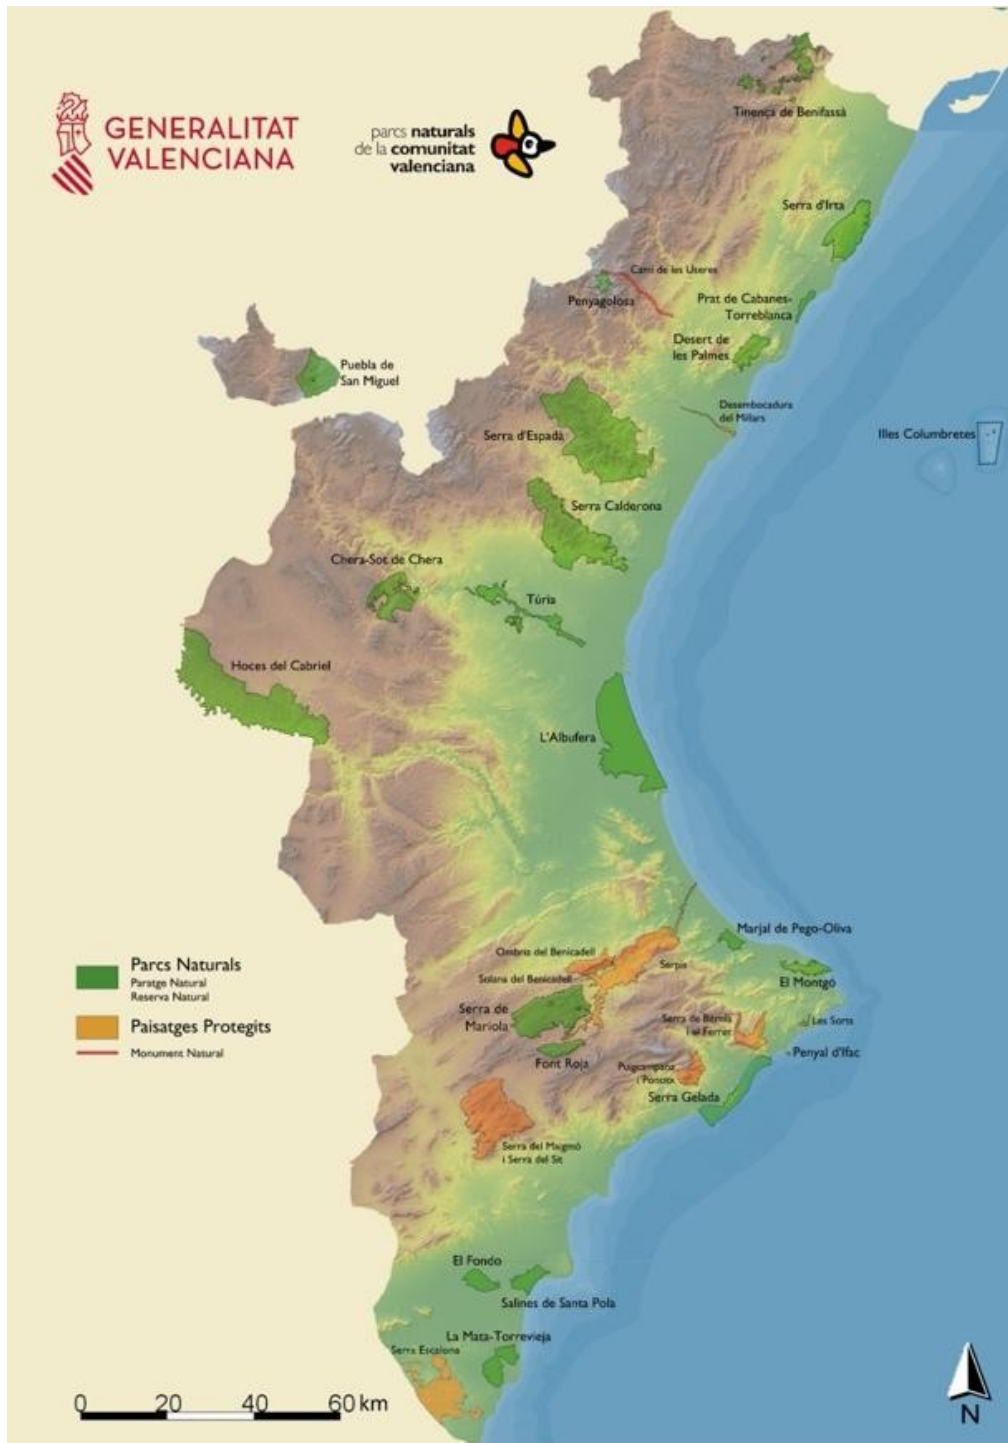 GENERALITAT
VALENCIANA
parcs naturals
de la comunitat
valenciana
Tinença de Benifassà
Serra d'Irta
Camí de les Useres
Penyagolosa
Prat de Cabanes-
Torreblanca
Desert de
les Palmes
Puebla de
San Miguel
Desembocadura
del Millars
Serra d'Espadà
Illes Columbretes
Serra Calderona
Chera-Sot de Chera
Túria
Hoces del Cabriel
L'Albufera
Marjal de Pego-Oliva
Ombria del Benicadell
Serpis
Solana del Benicadell
El Montgó
Serra de
Mariola
Serra de Bèrnia
i el Ferrer
Les Sorts
Penyal d'Ifac
Font Roja
Puigcampana
i Ponotx
Serra Gelada
Serra del Maigmó
i Serra del Sit
Parcs Naturals
Paratge Natural
Reserva Natural
Paisatges Protegits
Monument Natural
El Fondo
Salines de Santa Pola
La Mata-Torrevieja
Serra Escalona
0 20 40 60 km
N